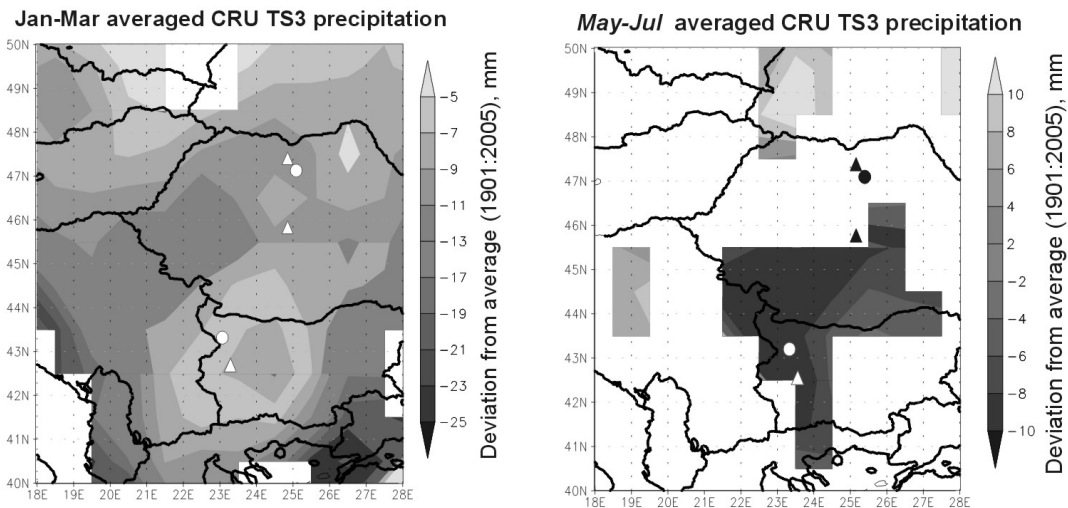 Jan-Mar averaged CRU TS3 precipitation
50N
49N
48N
47N
46N
45N
44N
43N
42N
41N
40N
18E 19E 20E 21E 22E 23E 24E 25E 26E 27E 28E
−5
−7
−9
−11
−13
−17
−19
−21
−23
−25
Deviation from average (1901:2005), mm
May-Jul averaged CRU TS3 precipitation
50N
49N
48N
47N
46N
45N
44N
43N
42N
41N
40N
18E 19E 20E 21E 22E 23E 24E 25E 26E 27E 28E
10
8
6
4
2
−2
−4
−6
−8
−10
Deviation from average (1901:2005), mm